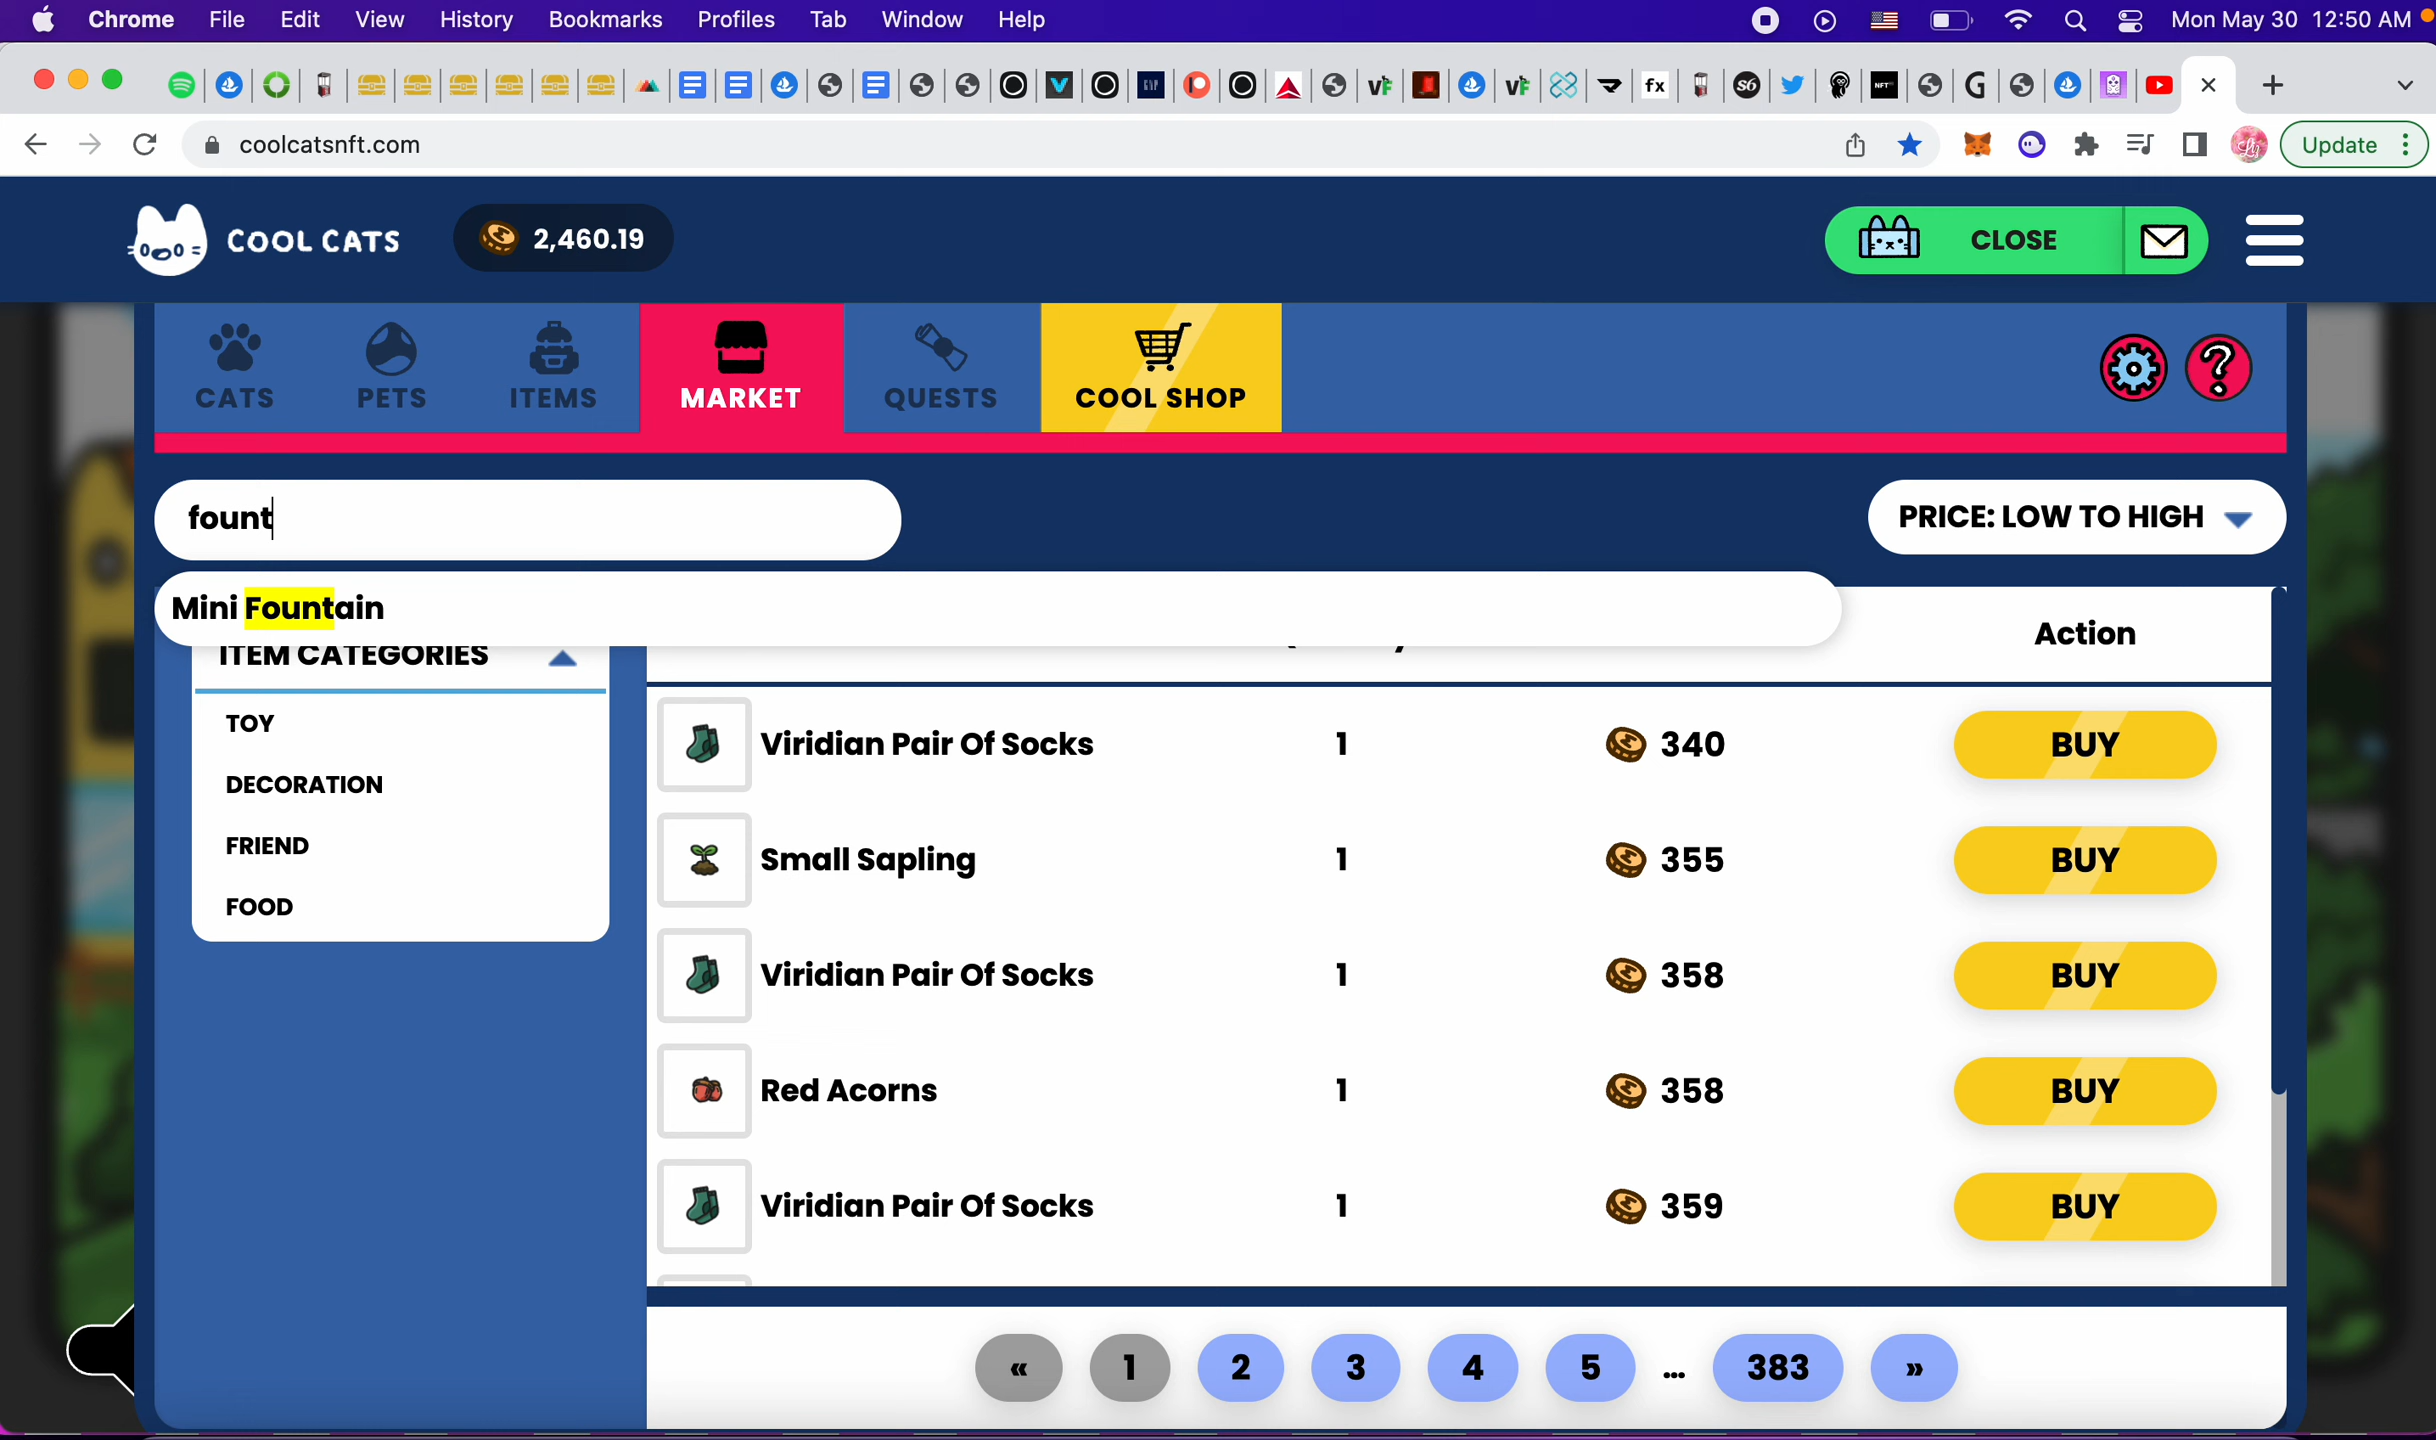 Chrome File Edit View History Bookmarks Profiles Tab Window Help Mon May 30 12:50 AM
coolcatsnft.com Update
COOL CATS 2,460.19 CLOSE
CATS PETS ITEMS MARKET QUESTS COOL SHOP
fount PRICE: LOW TO HIGH
Mini Fountain
ITEM CATEGORIES Action
TOY
DECORATION
FRIEND
FOOD
Viridian Pair Of Socks 1 340 BUY
Small Sapling 1 355 BUY
Viridian Pair Of Socks 1 358 BUY
Red Acorns 1 358 BUY
Viridian Pair Of Socks 1 359 BUY
« 1 2 3 4 5 ... 383 »